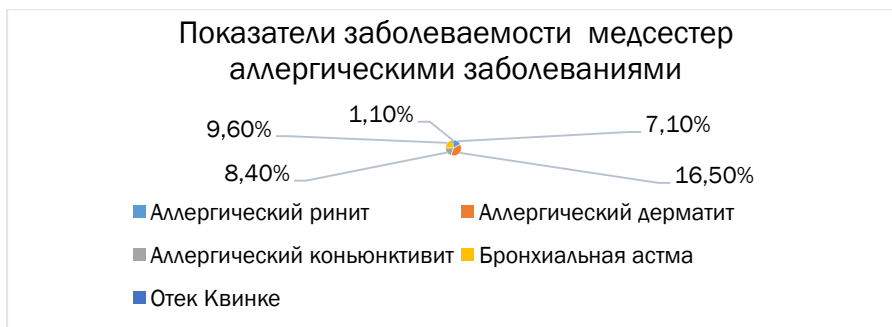 Показатели заболеваемости медсестер
аллергическими заболеваниями
1,10%
9,60%
7,10%
8,40%
16,50%
Аллергический ринит
Аллергический дерматит
Аллергический коньюнктивит
Бронхиальная астма
Отек Квинке